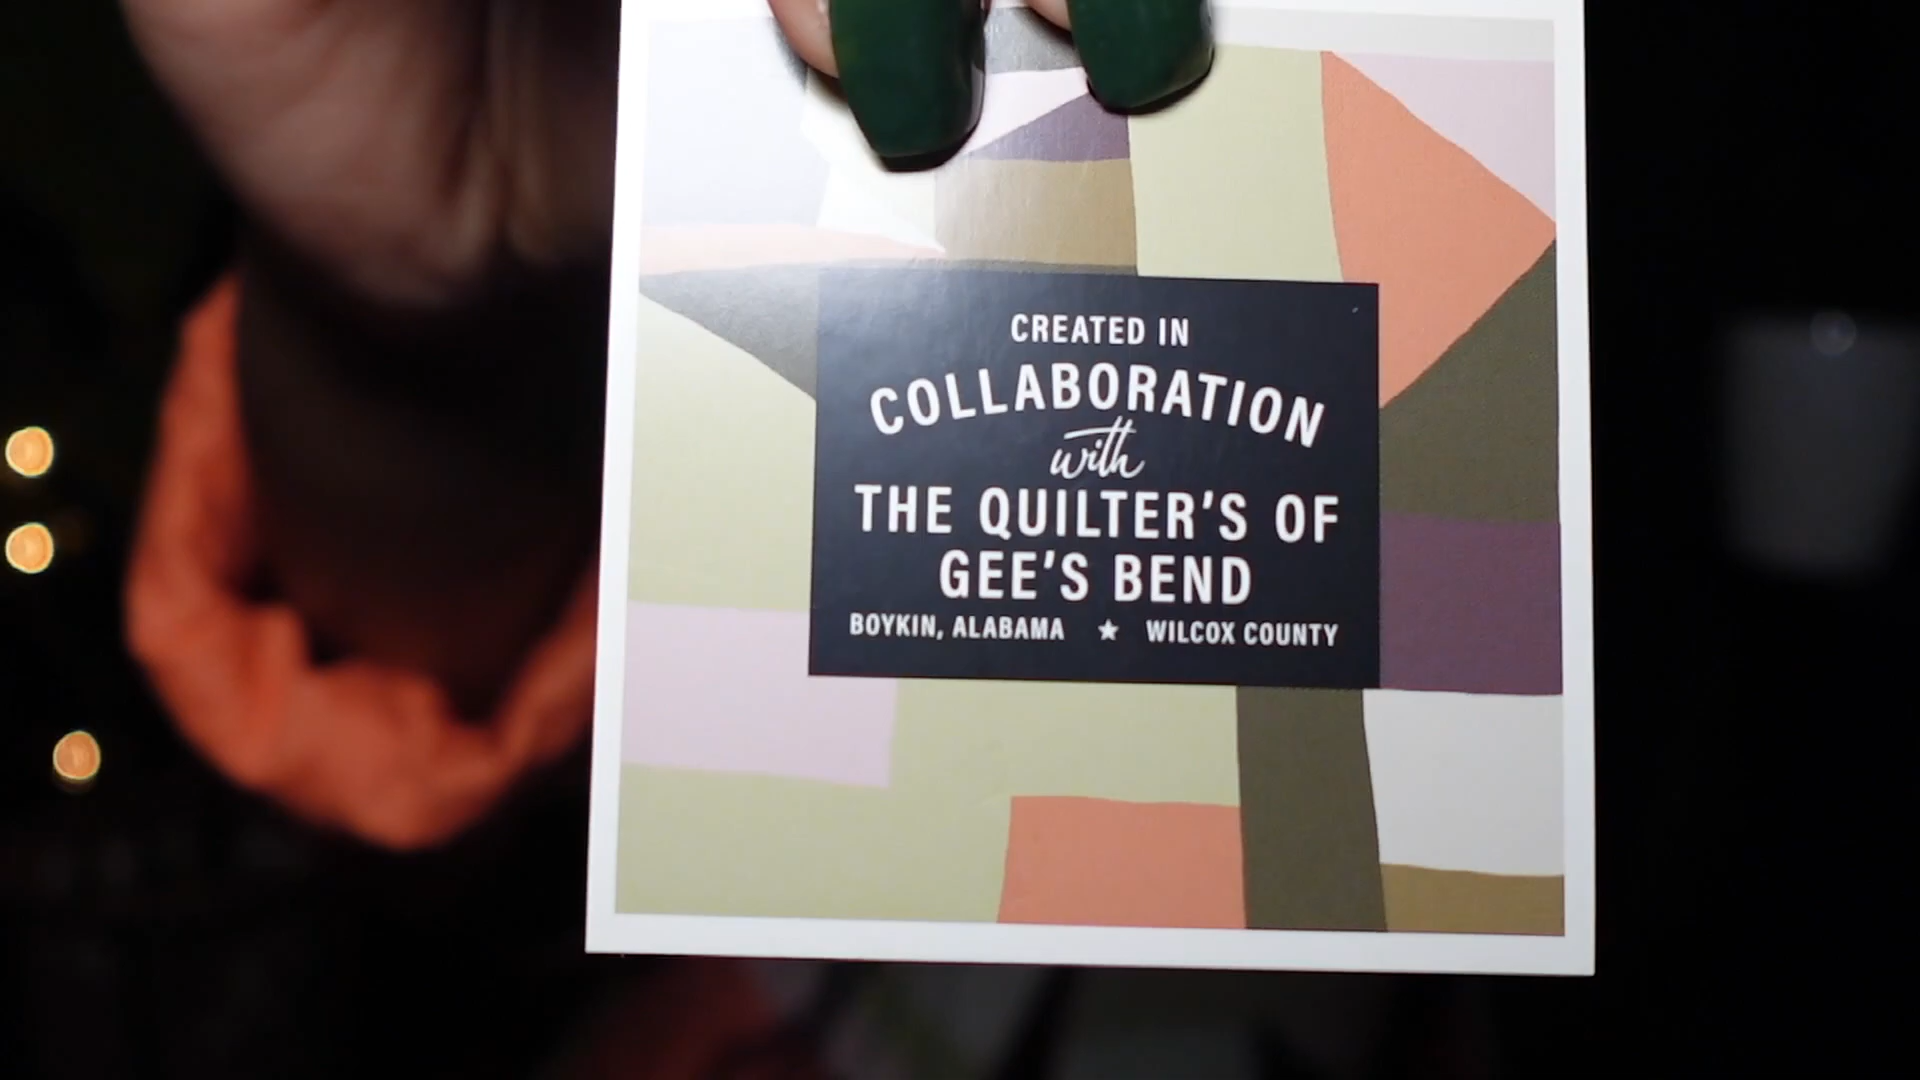 CREATED IN
COLLABORATION
with
THE QUILTER'S OF
GEE'S BEND
BOYKIN, ALABAMA ★ WILCOX COUNTY